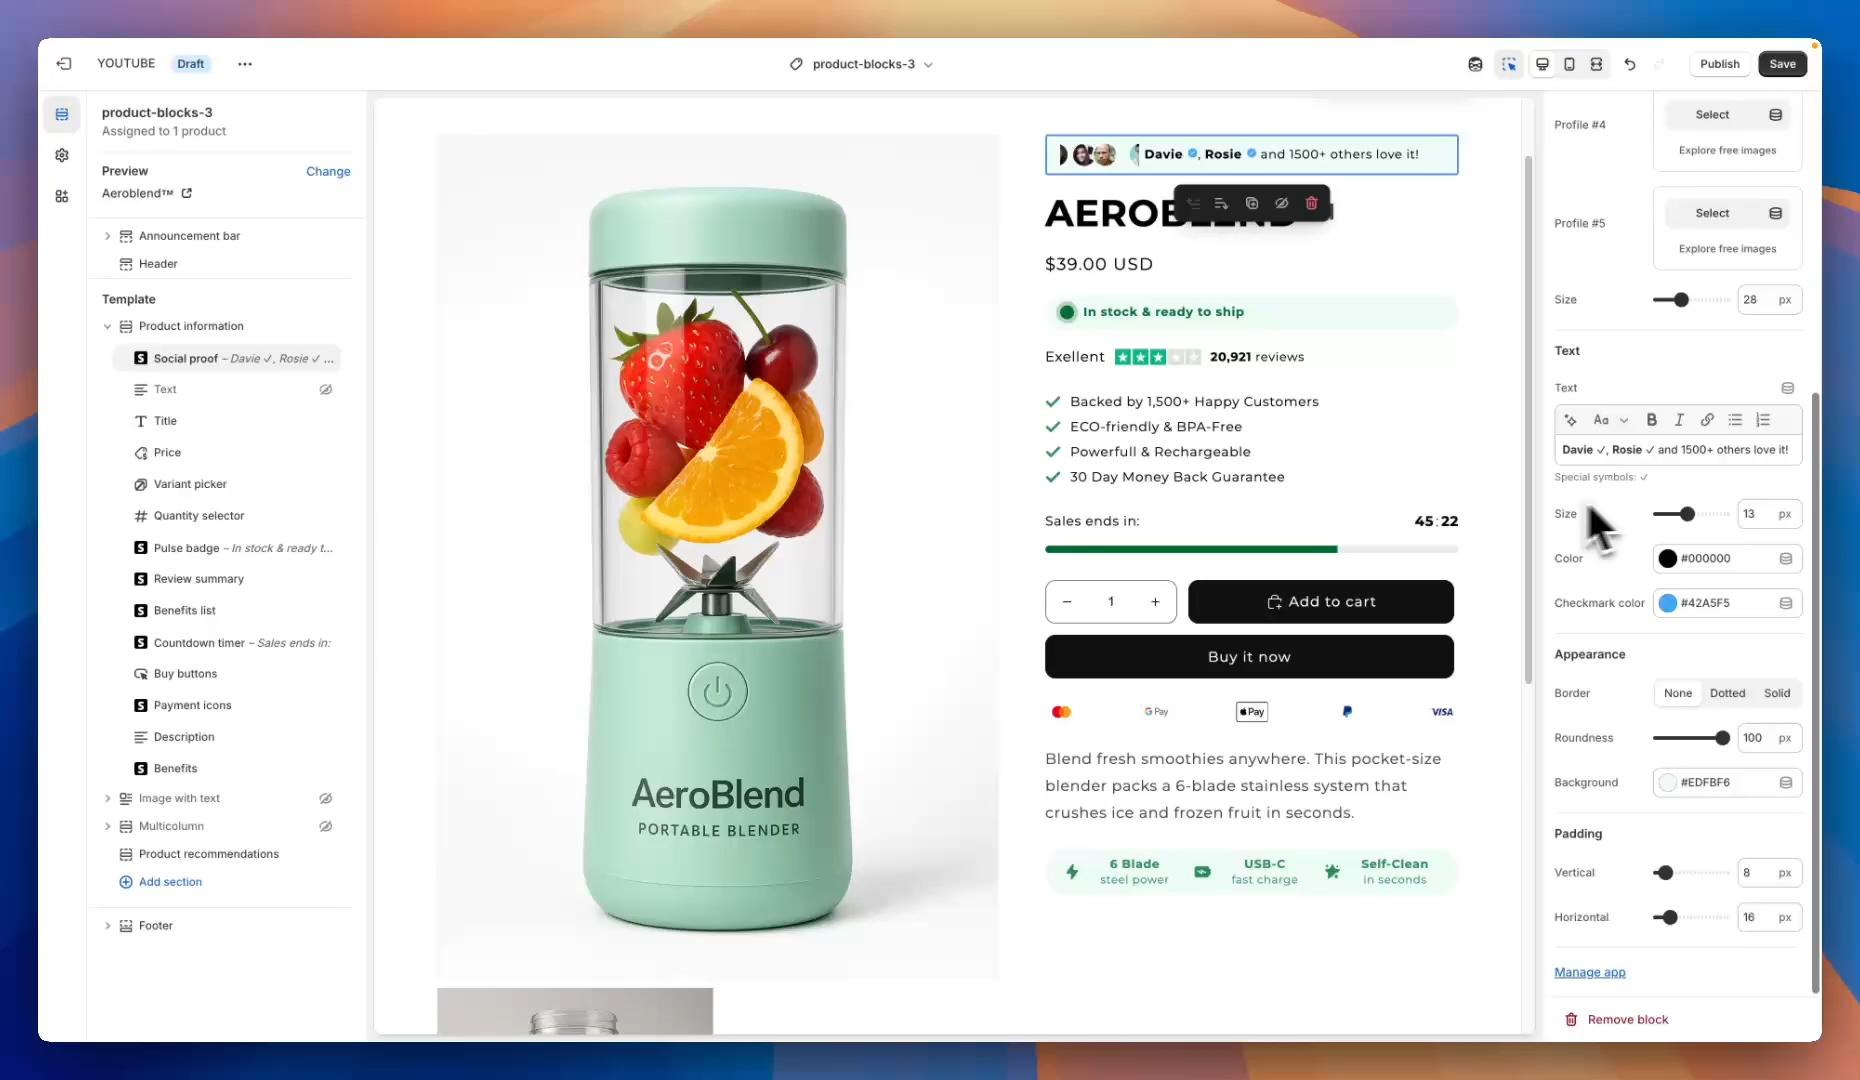 YOUTUBE Draft
product-blocks-3
Publish
Save
product-blocks-3
Assigned to 1 product
Preview
Change
Aeroblend™
Announcement bar
Header
Template
Product information
Social proof – Davie ✓, Rosie ✓ ...
Text
Title
Price
Variant picker
Quantity selector
Pulse badge – In stock & ready t...
Review summary
Benefits list
Countdown timer – Sales ends in:
Buy buttons
Payment icons
Description
Benefits
Image with text
Multicolumn
Product recommendations
Add section
Footer
AeroBlend
PORTABLE BLENDER
Davie, Rosie and 1500+ others love it!
AEROBLEND
$39.00 USD
In stock & ready to ship
Exellent 20,921 reviews
Backed by 1,500+ Happy Customers
ECO-friendly & BPA-Free
Powerfull & Rechargeable
30 Day Money Back Guarantee
Sales ends in: 45:22
− 1 +
Add to cart
Buy it now
G Pay
Pay
VISA
Blend fresh smoothies anywhere. This pocket-size
blender packs a 6-blade stainless system that
crushes ice and frozen fruit in seconds.
6 Blade
steel power
USB-C
fast charge
Self-Clean
in seconds
Profile #4
Select
Explore free images
Profile #5
Select
Explore free images
Size 28 px
Text
Text
Aa B I
Davie ✓, Rosie ✓ and 1500+ others love it!
Special symbols: ✓
Size 13 px
Color #000000
Checkmark color #42A5F5
Appearance
Border None Dotted Solid
Roundness 100 px
Background #EDFBF6
Padding
Vertical 8 px
Horizontal 16 px
Manage app
Remove block